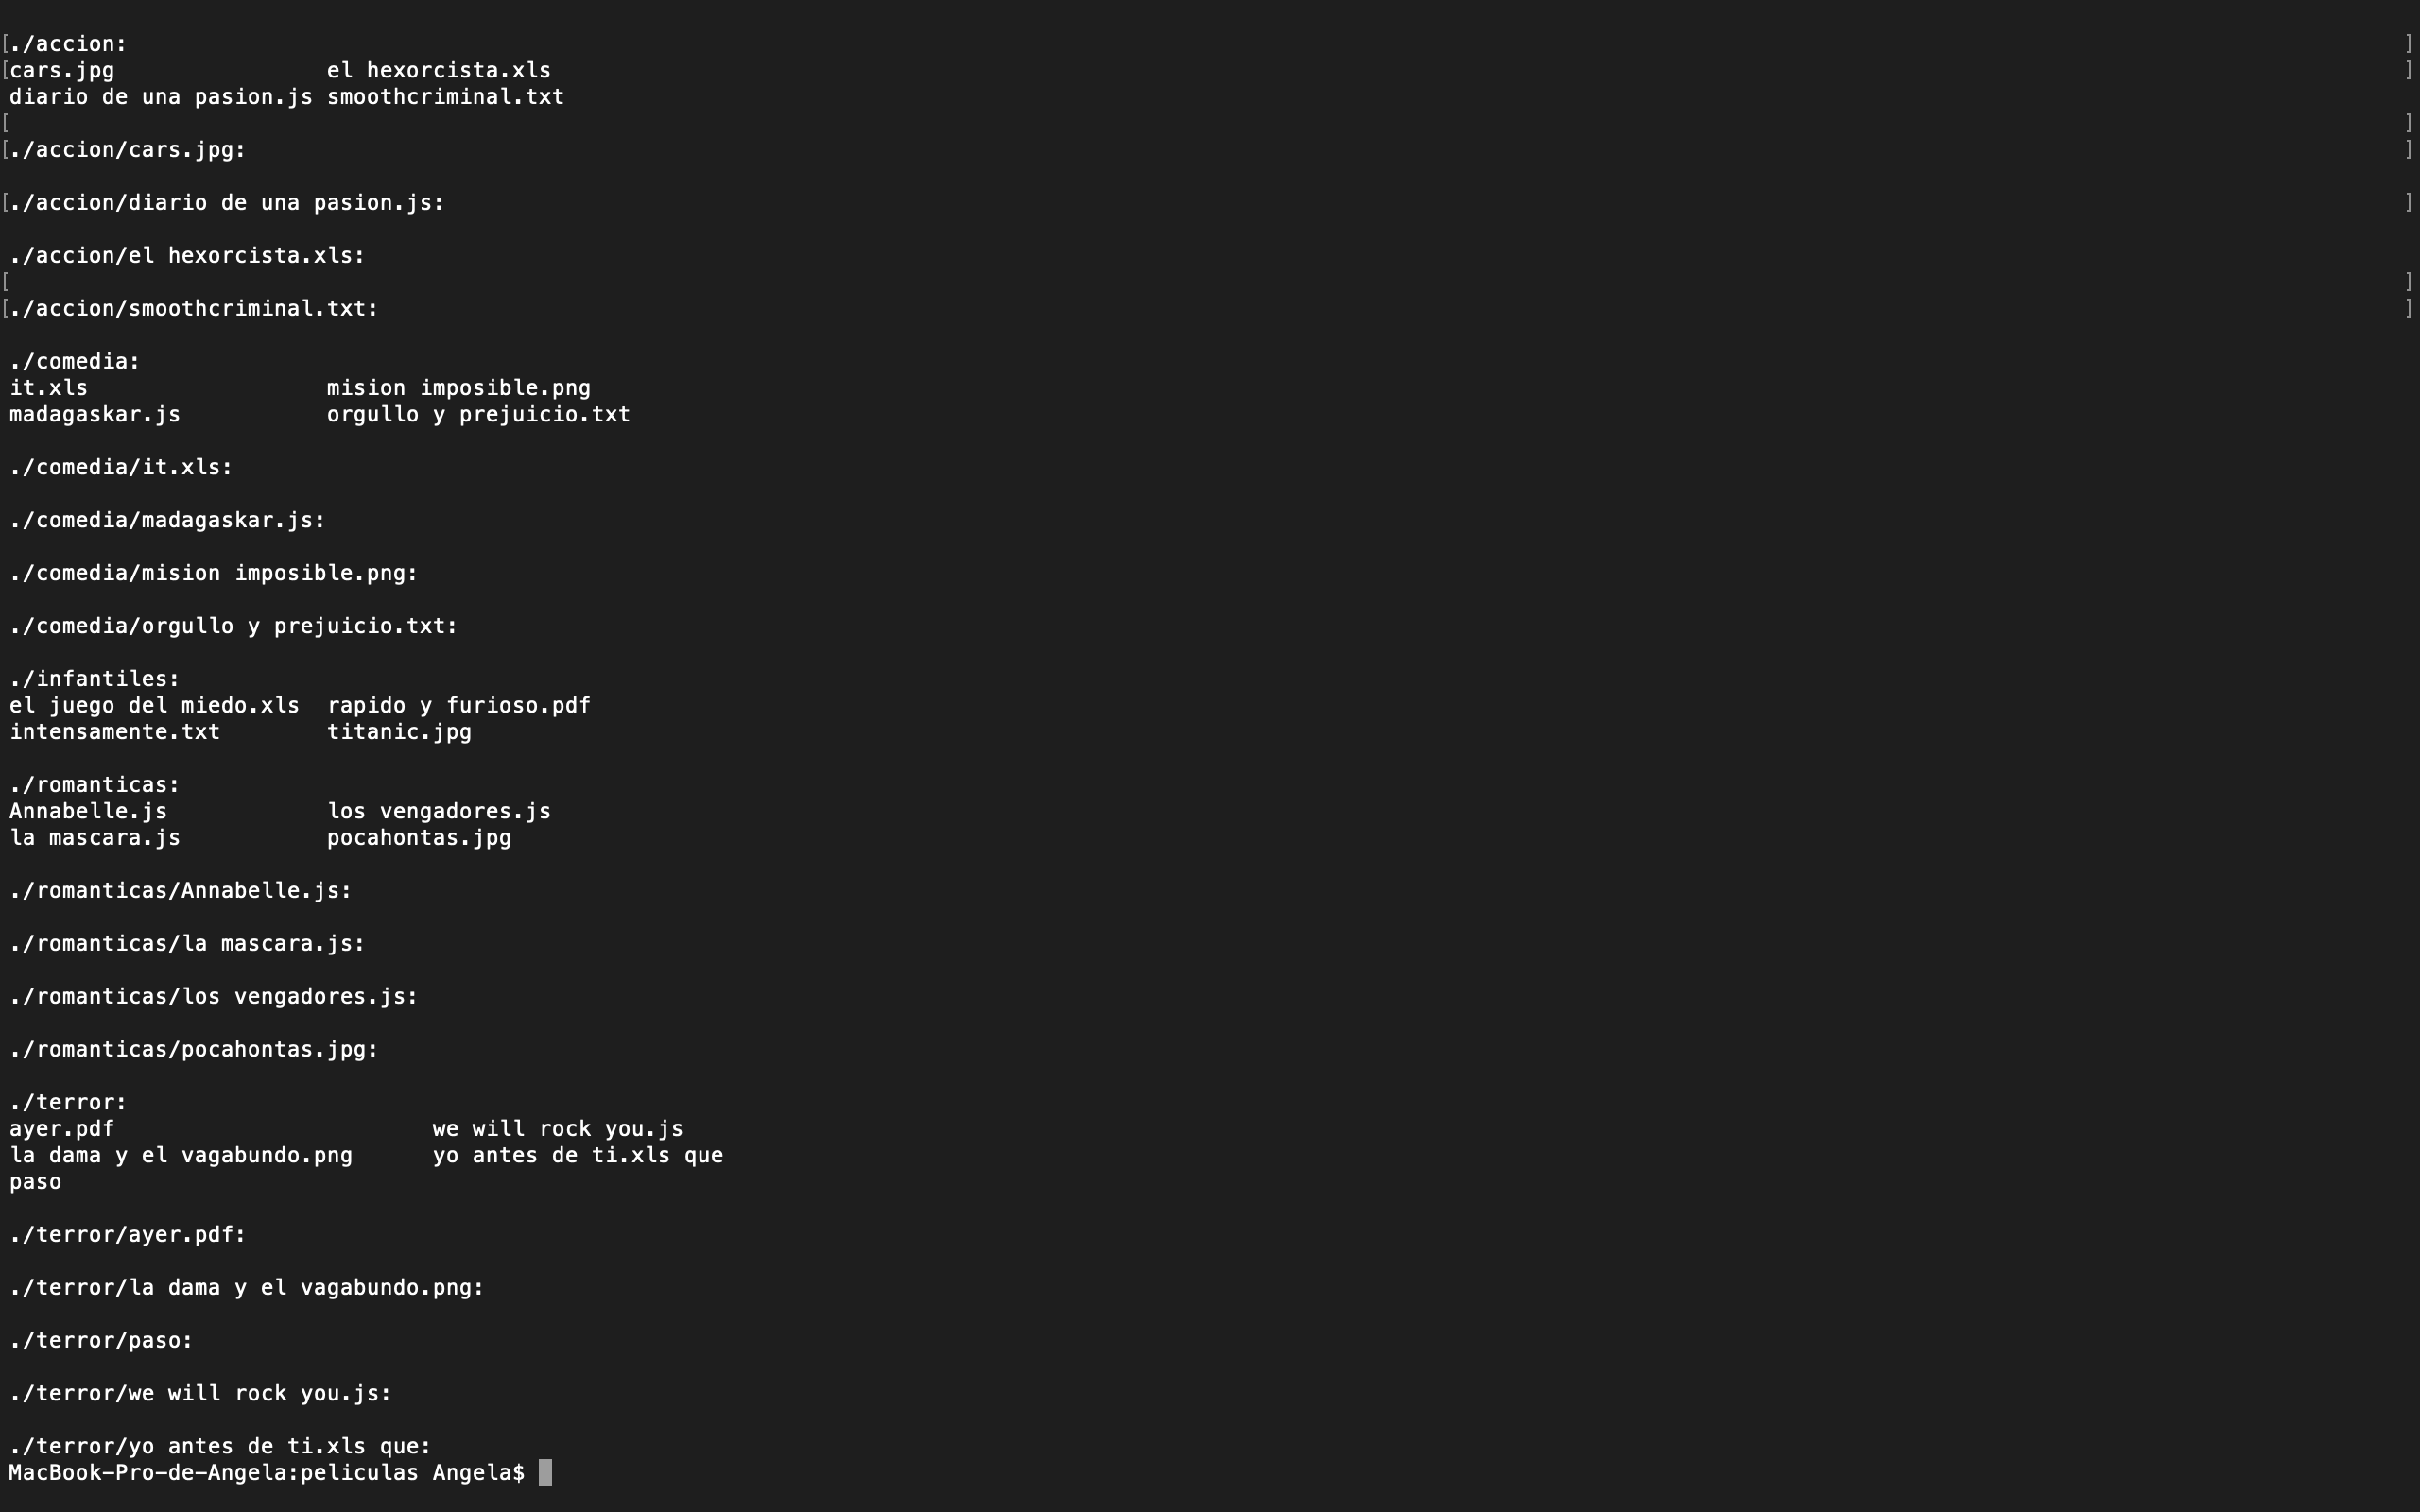 [./accion: ]
[cars.jpg el hexorcista.xls ]
diario de una pasion.js smoothcriminal.txt
[ ]
[./accion/cars.jpg: ]
[./accion/diario de una pasion.js: ]
./accion/el hexorcista.xls:
[ ]
[./accion/smoothcriminal.txt: ]
./comedia:
it.xls mision imposible.png
madagaskar.js orgullo y prejuicio.txt
./comedia/it.xls:
./comedia/madagaskar.js:
./comedia/mision imposible.png:
./comedia/orgullo y prejuicio.txt:
./infantiles:
el juego del miedo.xls rapido y furioso.pdf
intensamente.txt titanic.jpg
./romanticas:
Annabelle.js los vengadores.js
la mascara.js pocahontas.jpg
./romanticas/Annabelle.js:
./romanticas/la mascara.js:
./romanticas/los vengadores.js:
./romanticas/pocahontas.jpg:
./terror:
ayer.pdf we will rock you.js
la dama y el vagabundo.png yo antes de ti.xls que
paso
./terror/ayer.pdf:
./terror/la dama y el vagabundo.png:
./terror/paso:
./terror/we will rock you.js:
./terror/yo antes de ti.xls que:
MacBook-Pro-de-Angela:peliculas Angela$